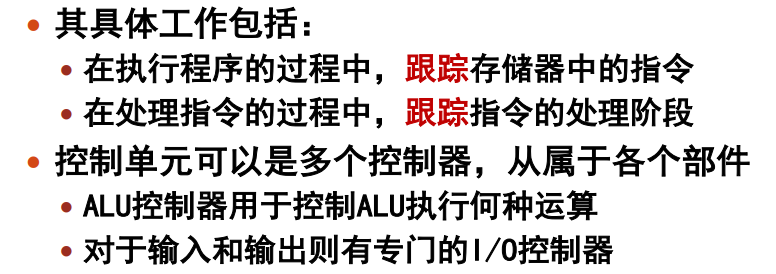 • 其具体工作包括：
• 在执行程序的过程中，跟踪存储器中的指令
• 在处理指令的过程中，跟踪指令的处理阶段
• 控制单元可以是多个控制器，从属于各个部件
• ALU控制器用于控制ALU执行何种运算
• 对于输入和输出则有专门的I/O控制器